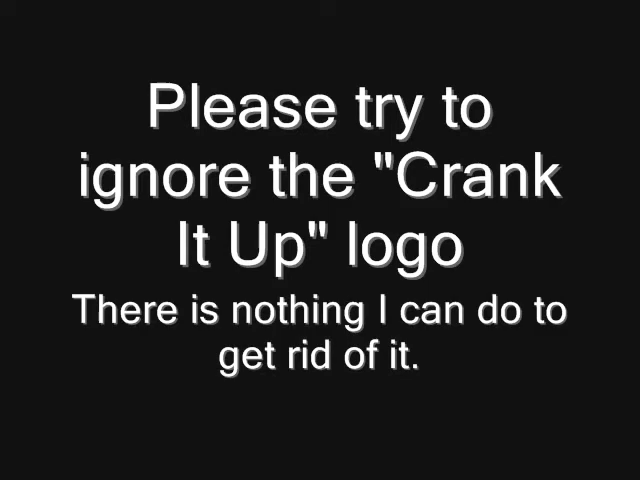 Please try to
ignore the "Crank
It Up" logo
There is nothing I can do to
get rid of it.